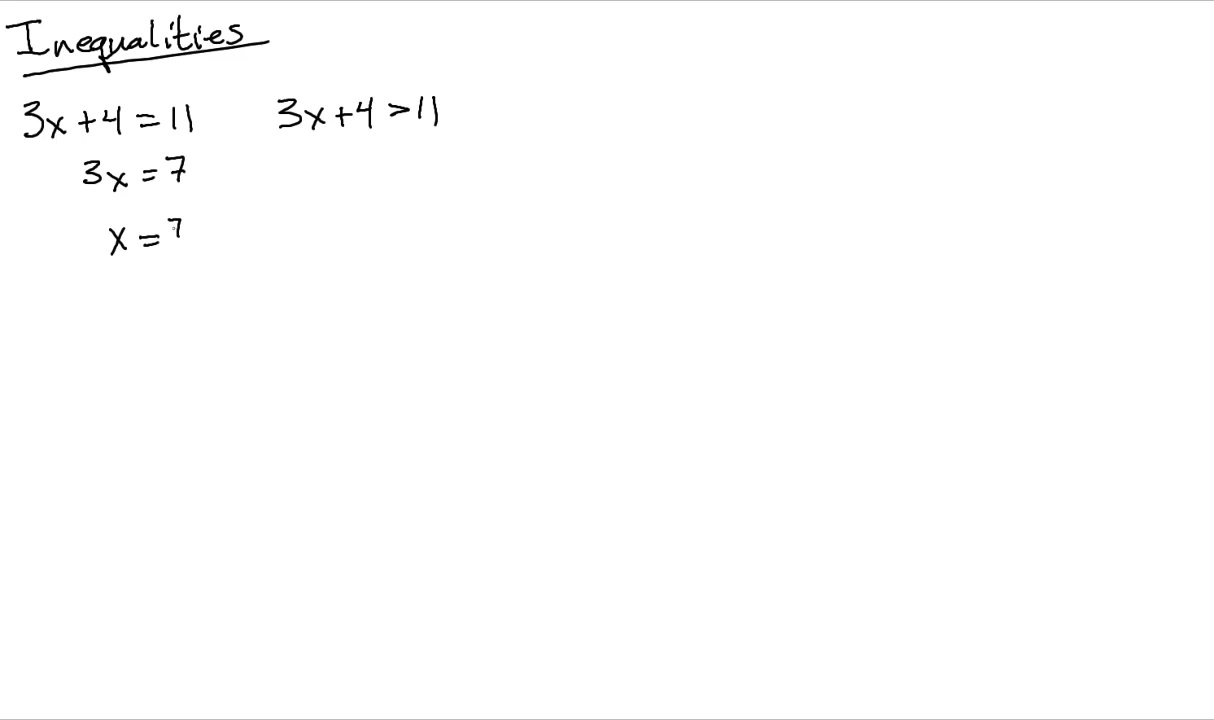 Inequalities
3x + 4 = 11 3x + 4 > 11
3x = 7
x = 7